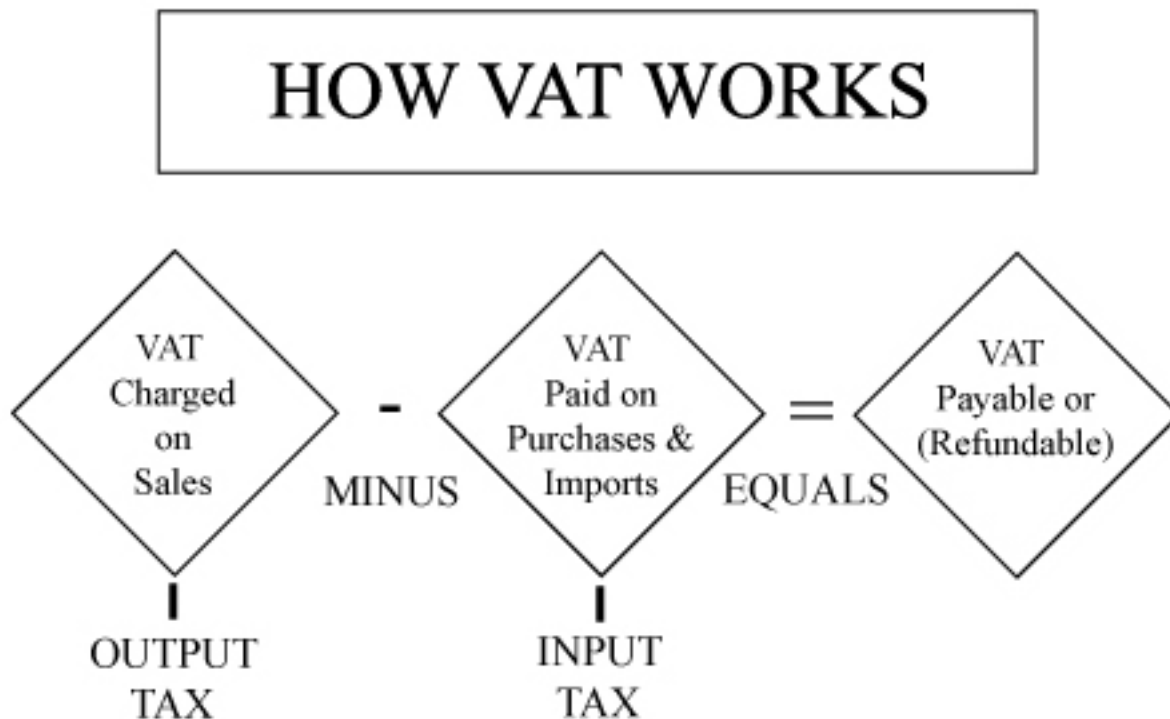 HOW VAT WORKS
VAT
Charged
on
Sales
-
MINUS
VAT
Paid on
Purchases &
Imports
=
EQUALS
VAT
Payable or
(Refundable)
OUTPUT
TAX
INPUT
TAX